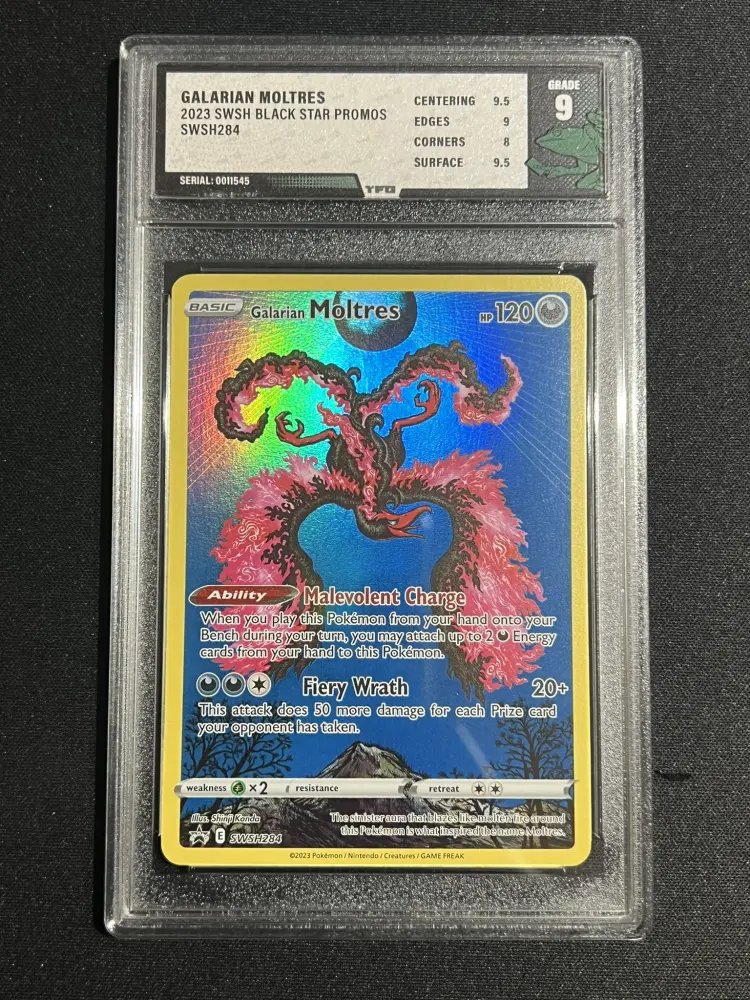 GALARIAN MOLTRES
2023 SWSH BLACK STAR PROMOS
SWSH284
CENTERING 9.5
EDGES 9
CORNERS 8
SURFACE 9.5
GRADE
9
SERIAL: 0011545
TFG
BASIC Galarian Moltres HP 120
Ability Malevolent Charge
When you play this Pokémon from your hand onto your
Bench during your turn, you may attach up to 2 Energy
cards from your hand to this Pokémon.
Fiery Wrath 20+
This attack does 50 more damage for each Prize card
your opponent has taken.
weakness ×2 resistance retreat
Illus. Shinji Kanda
E SWSH284
The sinister aura that blazes like molten fire around
this Pokémon is what inspired the name Moltres.
©2023 Pokémon / Nintendo / Creatures / GAME FREAK